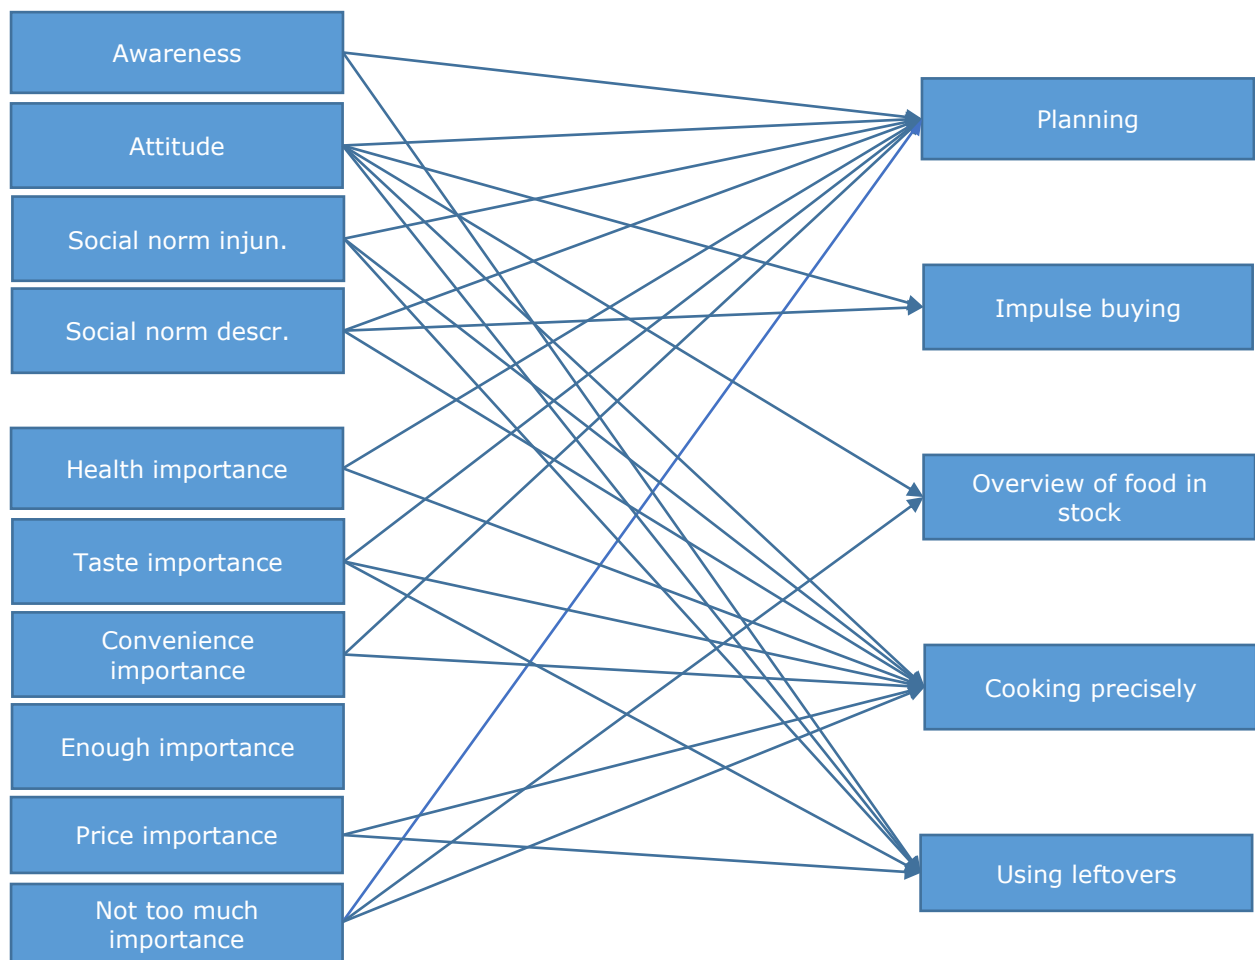 Awareness
Attitude
Social norm injun.
Social norm descr.
Health importance
Taste importance
Convenience
importance
Enough importance
Price importance
Not too much
importance
Planning
Impulse buying
Overview of food in
stock
Cooking precisely
Using leftovers